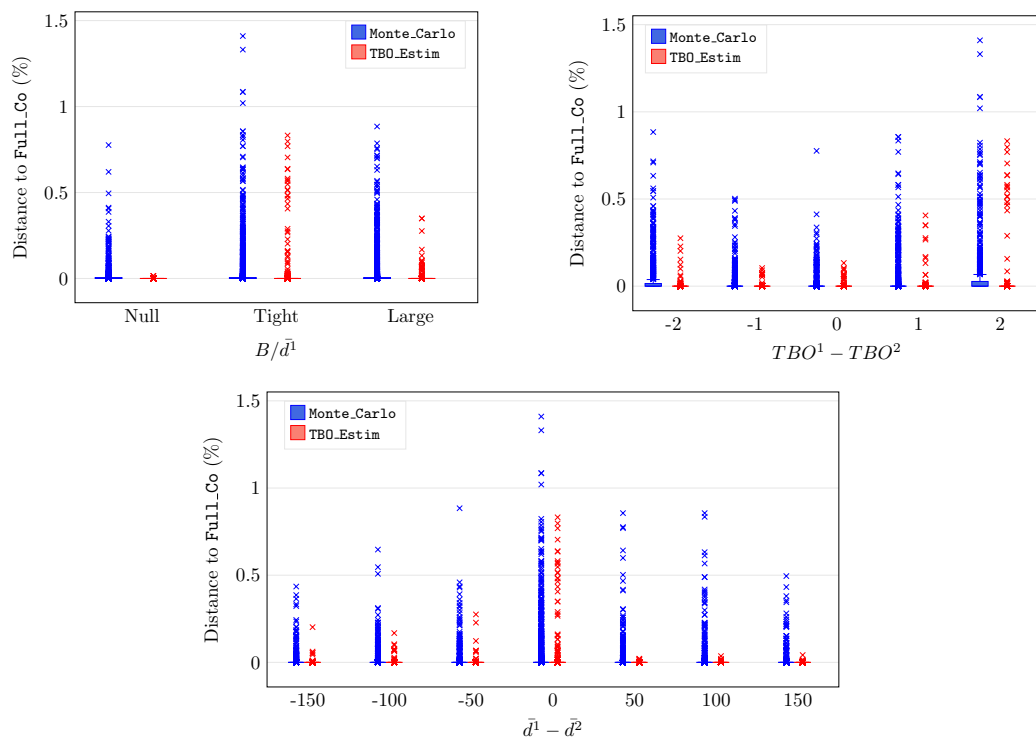 1.5
1
0.5
0
Distance to Full_Co (%)
Monte_Carlo
TBO_Estim
Null Tight Large
B/d̄¹
1.5
1
0.5
0
Distance to Full_Co (%)
Monte_Carlo
TBO_Estim
-2 -1 0 1 2
TBO¹ − TBO²
1.5
1
0.5
0
Distance to Full_Co (%)
Monte_Carlo
TBO_Estim
-150 -100 -50 0 50 100 150
d̄¹ − d̄²